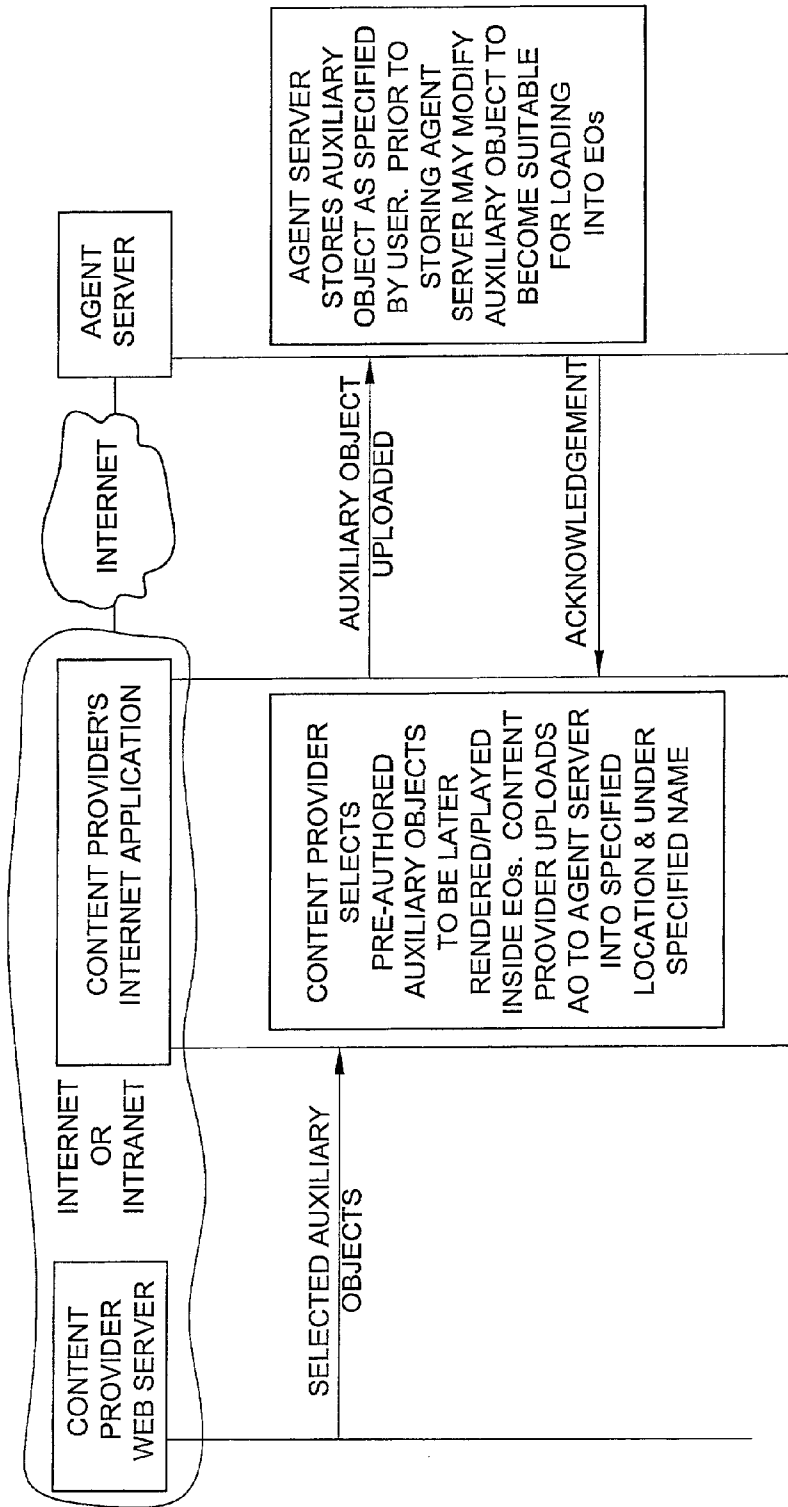 CONTENT
PROVIDER
WEB SERVER
INTERNET
OR
INTRANET
CONTENT PROVIDER'S
INTERNET APPLICATION
INTERNET
AGENT
SERVER
SELECTED AUXILIARY
OBJECTS
CONTENT PROVIDER
SELECTS
PRE-AUTHORED
AUXILIARY OBJECTS
TO BE LATER
RENDERED/PLAYED
INSIDE EOs. CONTENT
PROVIDER UPLOADS
AO TO AGENT SERVER
INTO SPECIFIED
LOCATION & UNDER
SPECIFIED NAME
AUXILIARY OBJECT
UPLOADED
ACKNOWLEDGEMENT
AGENT SERVER
STORES AUXILIARY
OBJECT AS SPECIFIED
BY USER. PRIOR TO
STORING AGENT
SERVER MAY MODIFY
AUXILIARY OBJECT TO
BECOME SUITABLE
FOR LOADING
INTO EOs